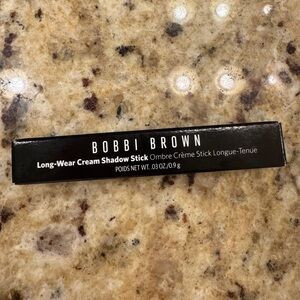 BOBBI BROWN
Long-Wear Cream Shadow Stick Ombre Crème Stick Longue-Tenue
POIDS NET WT. .03 OZ./0.9 g